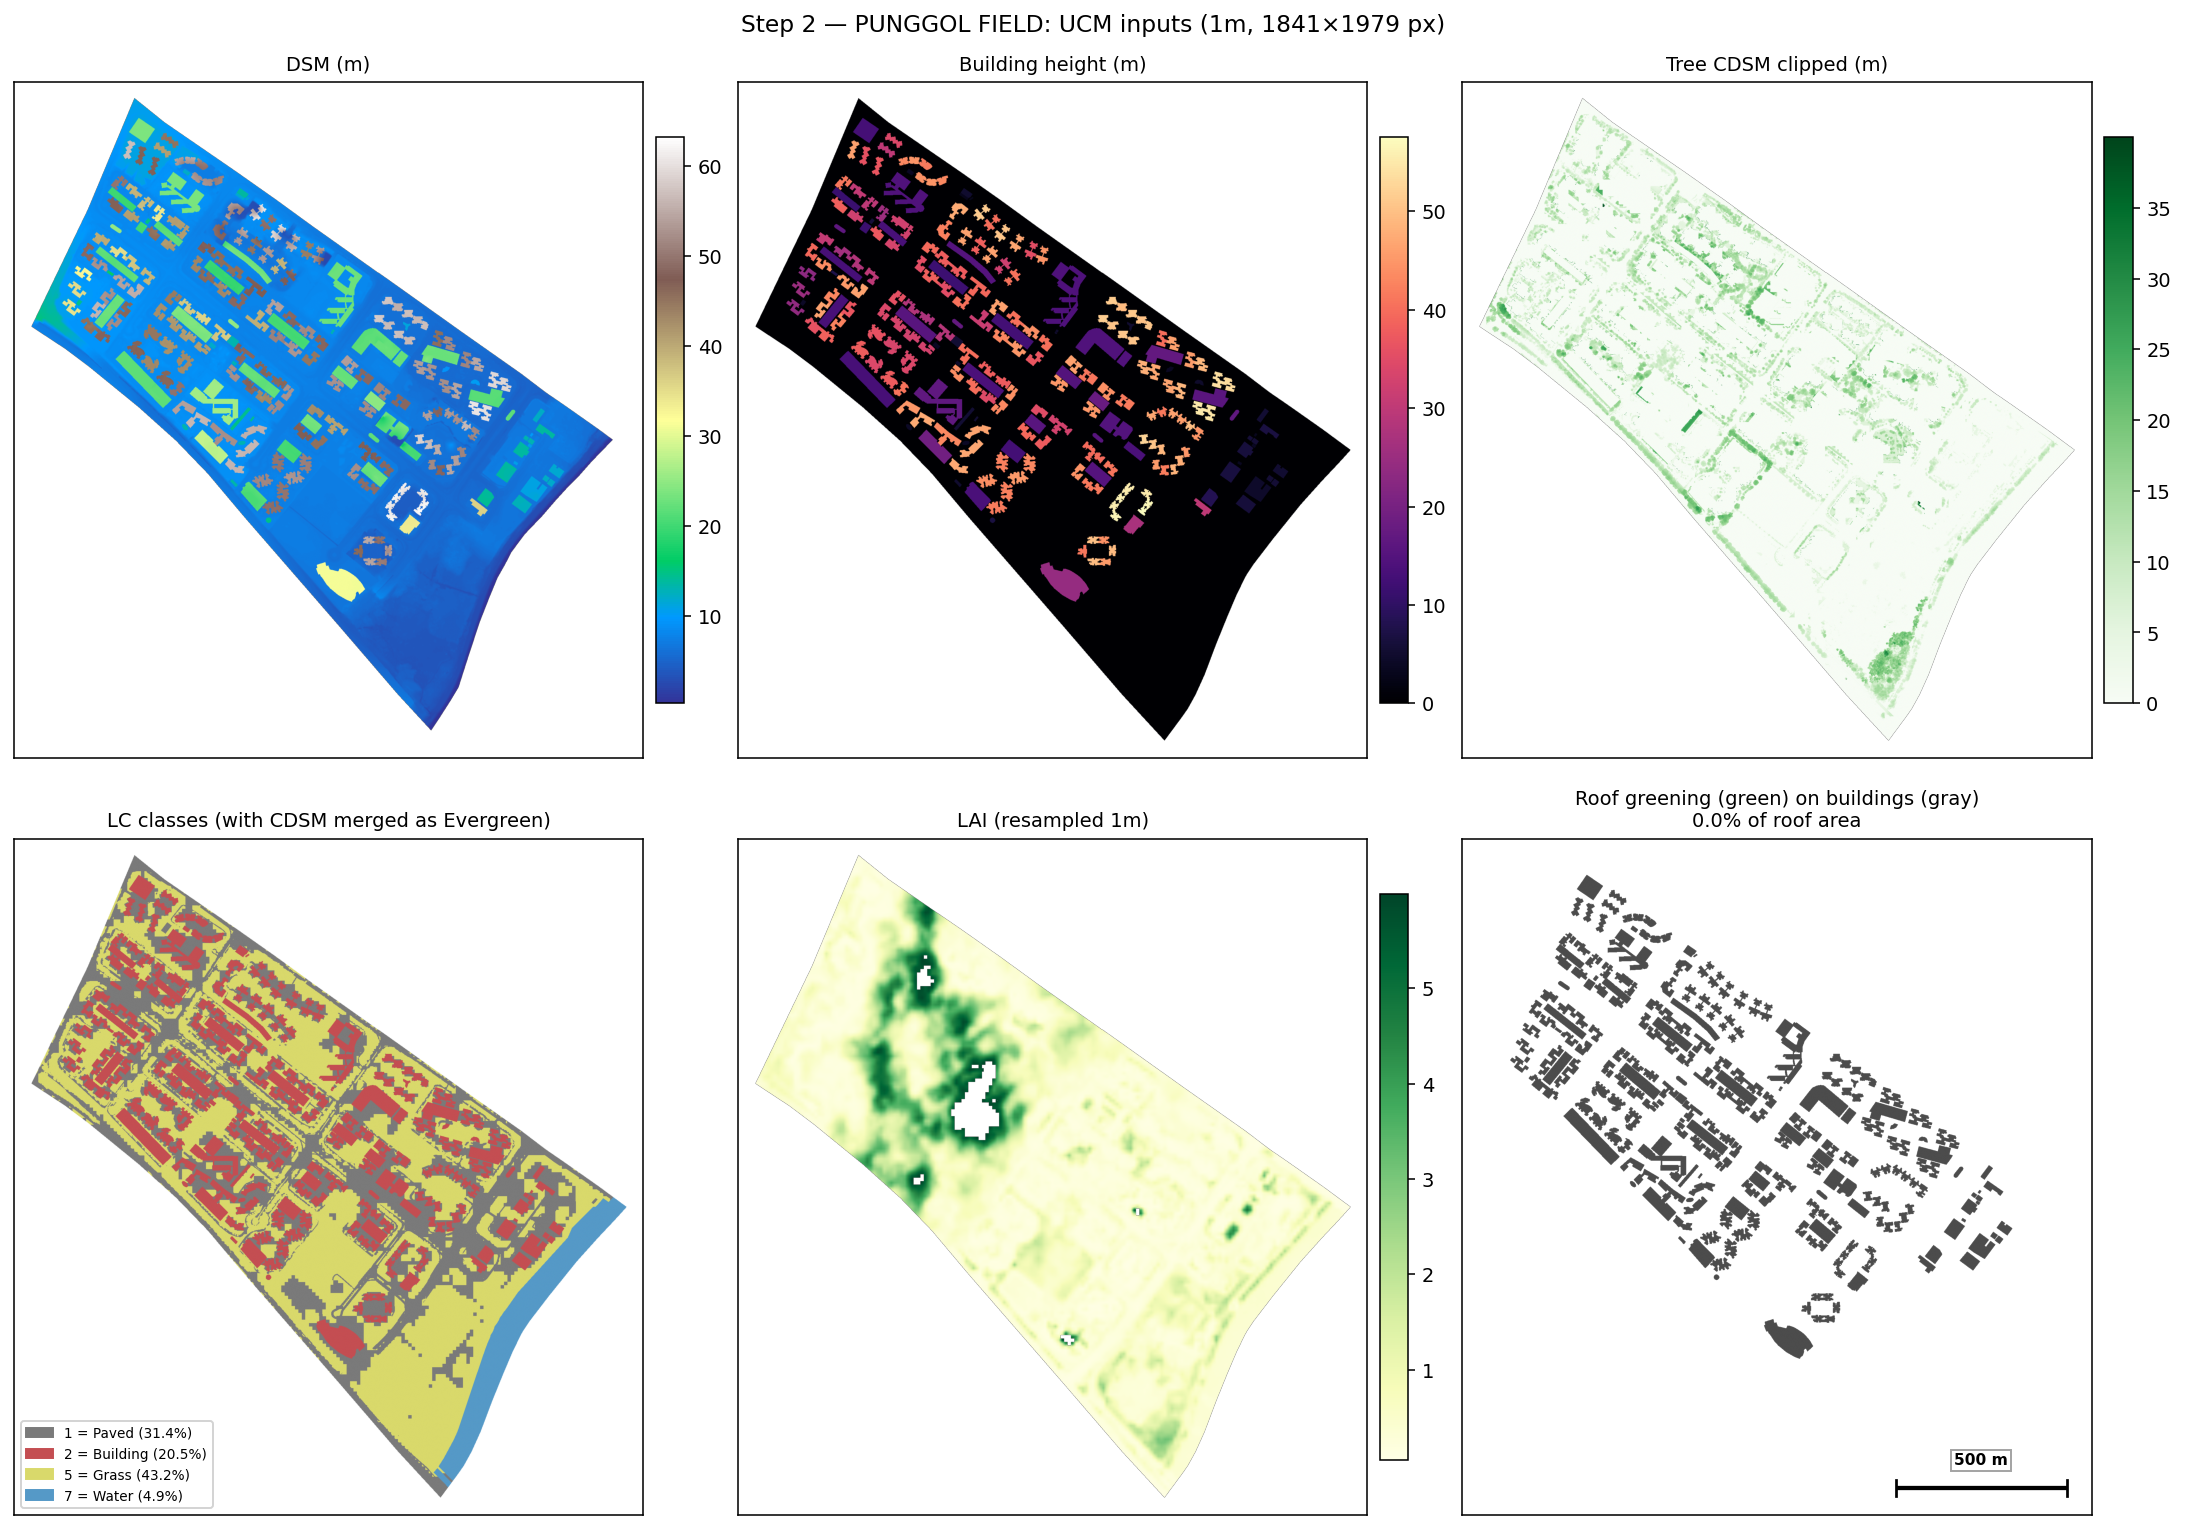 Step 2 — PUNGGOL FIELD: UCM inputs (1m, 1841×1979 px)
DSM (m)
60
50
40
30
20
10
Building height (m)
50
40
30
20
10
0
Tree CDSM clipped (m)
35
30
25
20
15
10
5
0
LC classes (with CDSM merged as Evergreen)
1 = Paved (31.4%)
2 = Building (20.5%)
5 = Grass (43.2%)
7 = Water (4.9%)
LAI (resampled 1m)
5
4
3
2
1
Roof greening (green) on buildings (gray)
0.0% of roof area
500 m